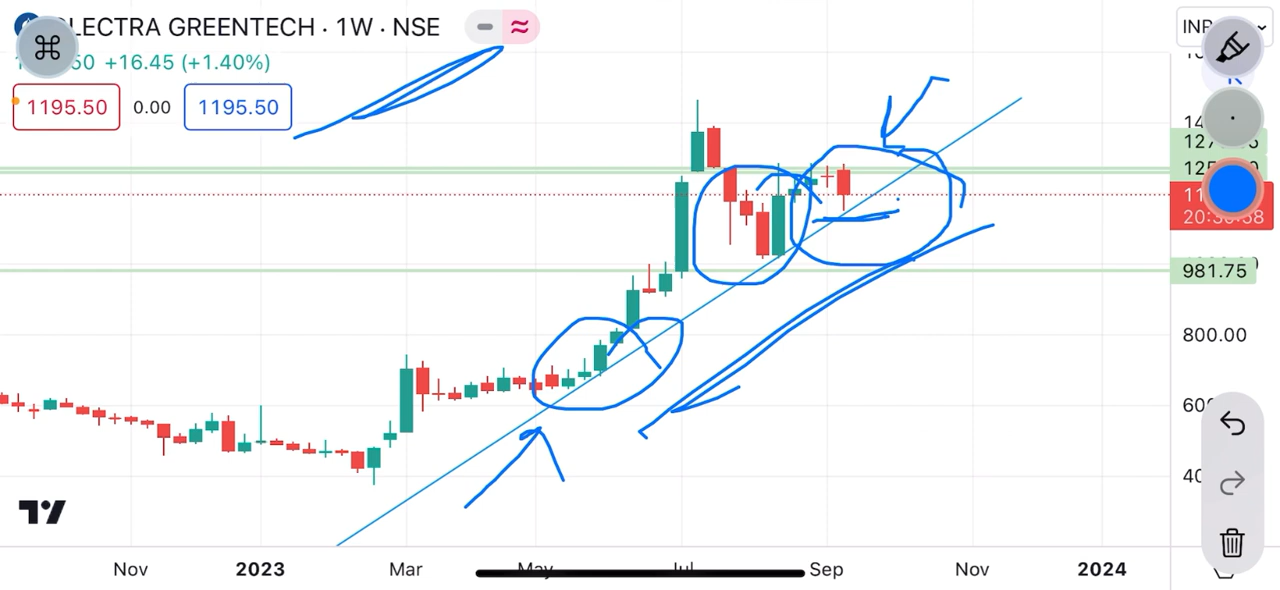 LECTRA GREENTECH · 1W · NSE
+16.45 (+1.40%)
1195.50 0.00 1195.50
981.75
800.00
Nov 2023 Mar May Jul Sep Nov 2024